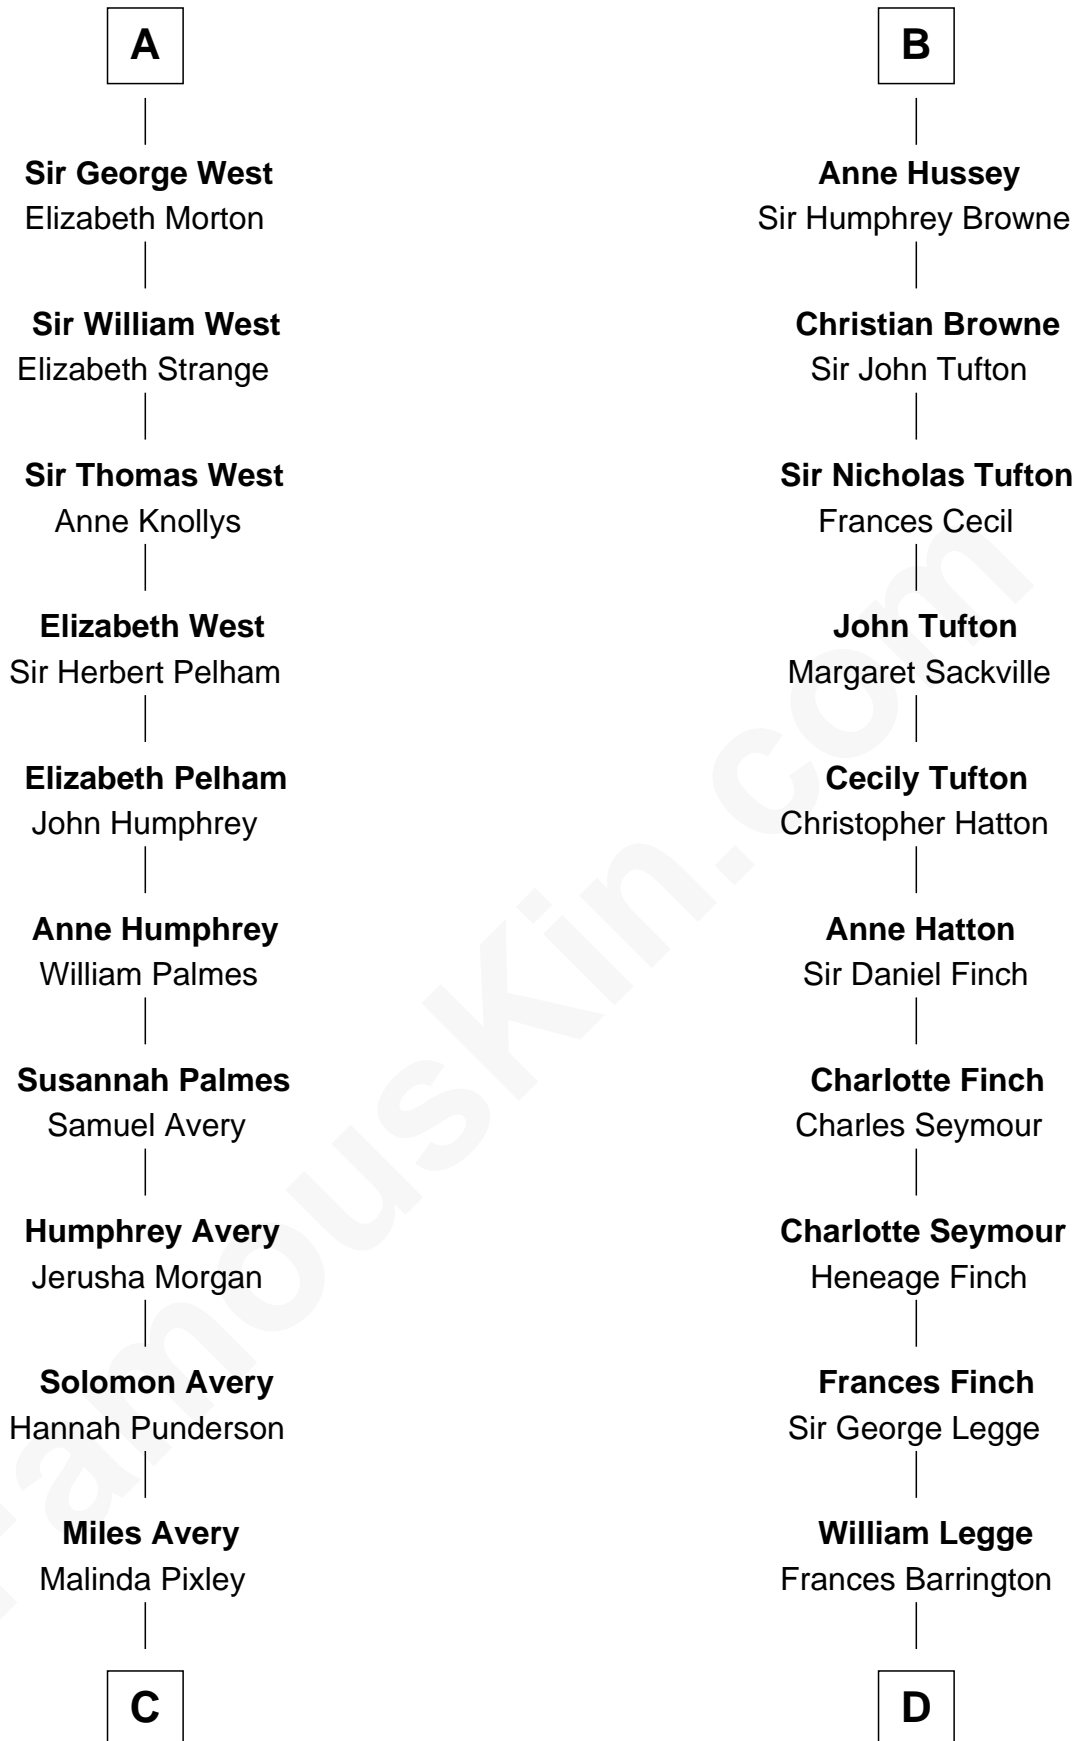 A
Sir George West
Elizabeth Morton
Sir William West
Elizabeth Strange
Sir Thomas West
Anne Knollys
Elizabeth West
Sir Herbert Pelham
Elizabeth Pelham
John Humphrey
Anne Humphrey
William Palmes
Susannah Palmes
Samuel Avery
Humphrey Avery
Jerusha Morgan
Solomon Avery
Hannah Punderson
Miles Avery
Malinda Pixley
C
B
Anne Hussey
Sir Humphrey Browne
Christian Browne
Sir John Tufton
Sir Nicholas Tufton
Frances Cecil
John Tufton
Margaret Sackville
Cecily Tufton
Christopher Hatton
Anne Hatton
Sir Daniel Finch
Charlotte Finch
Charles Seymour
Charlotte Seymour
Heneage Finch
Frances Finch
Sir George Legge
William Legge
Frances Barrington
D
FamousKin.com